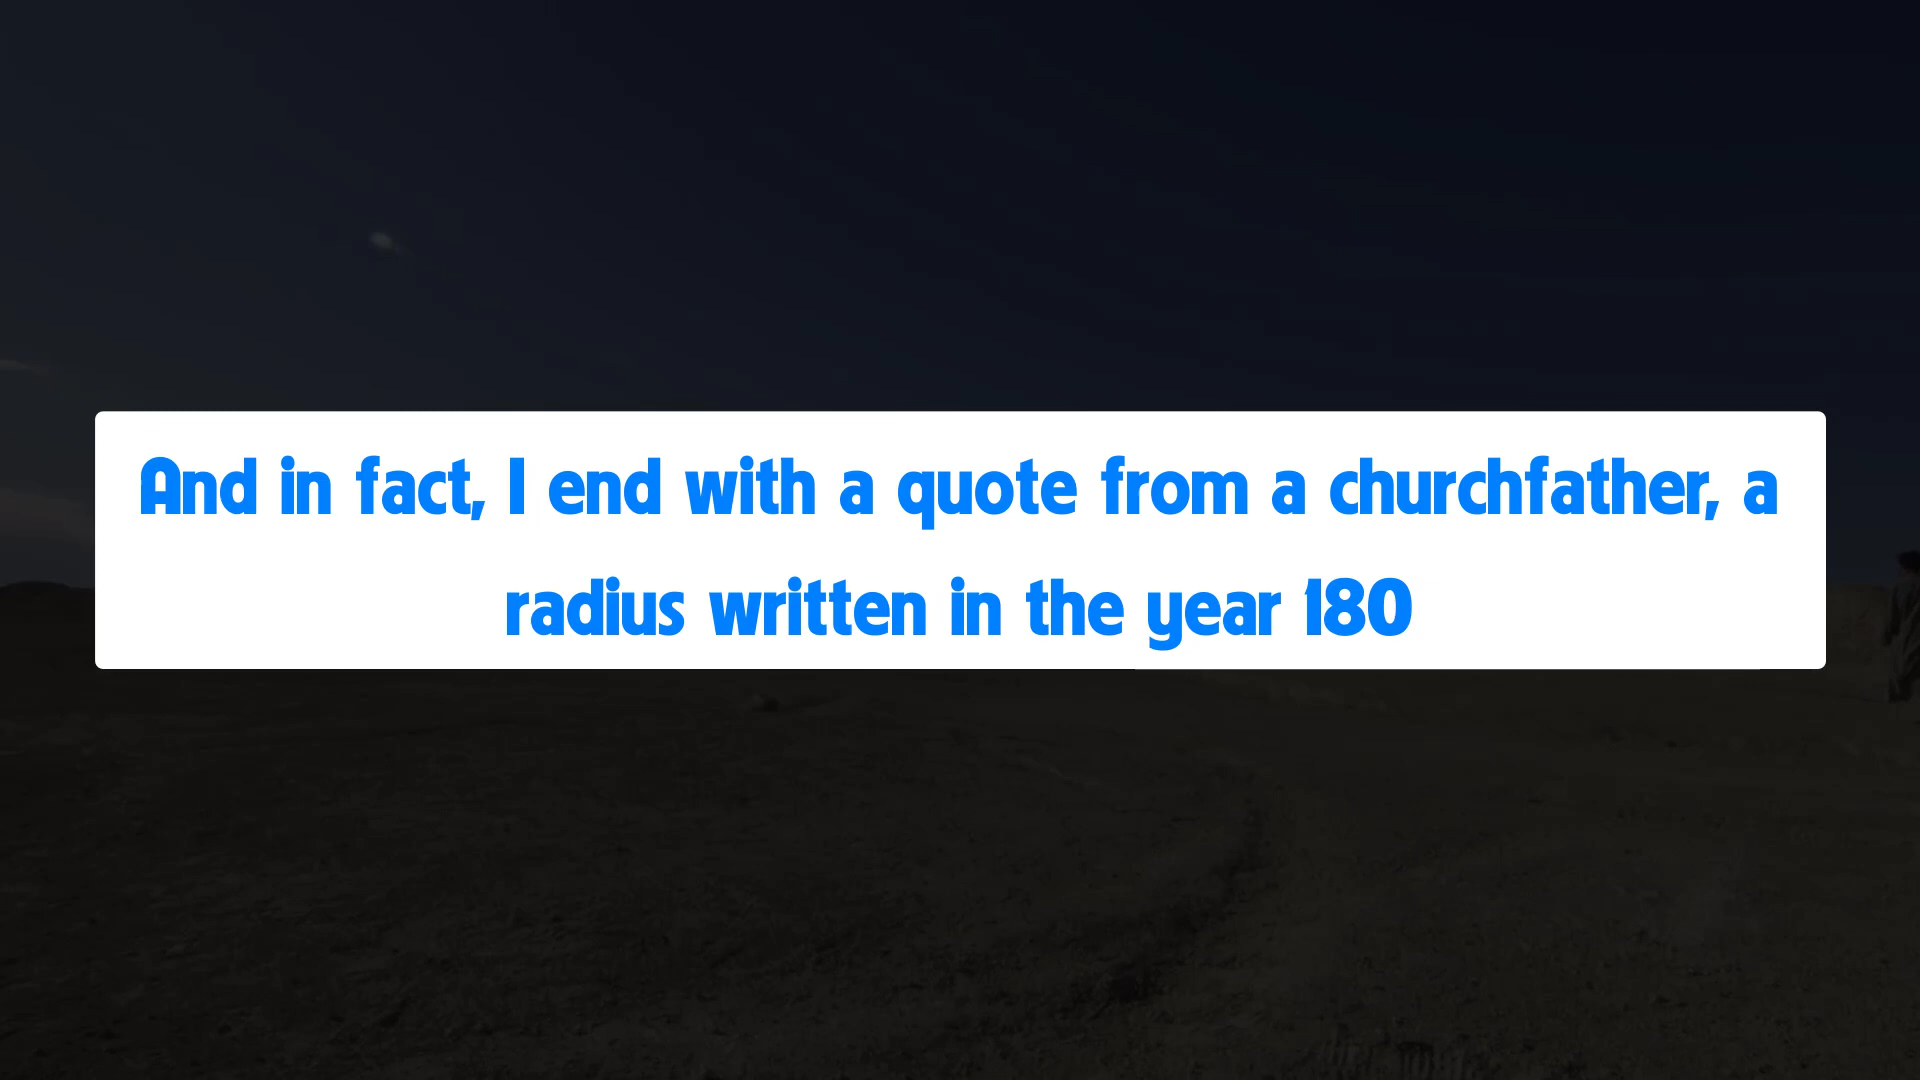 And in fact, I end with a quote from a churchfather, a
radius written in the year 180